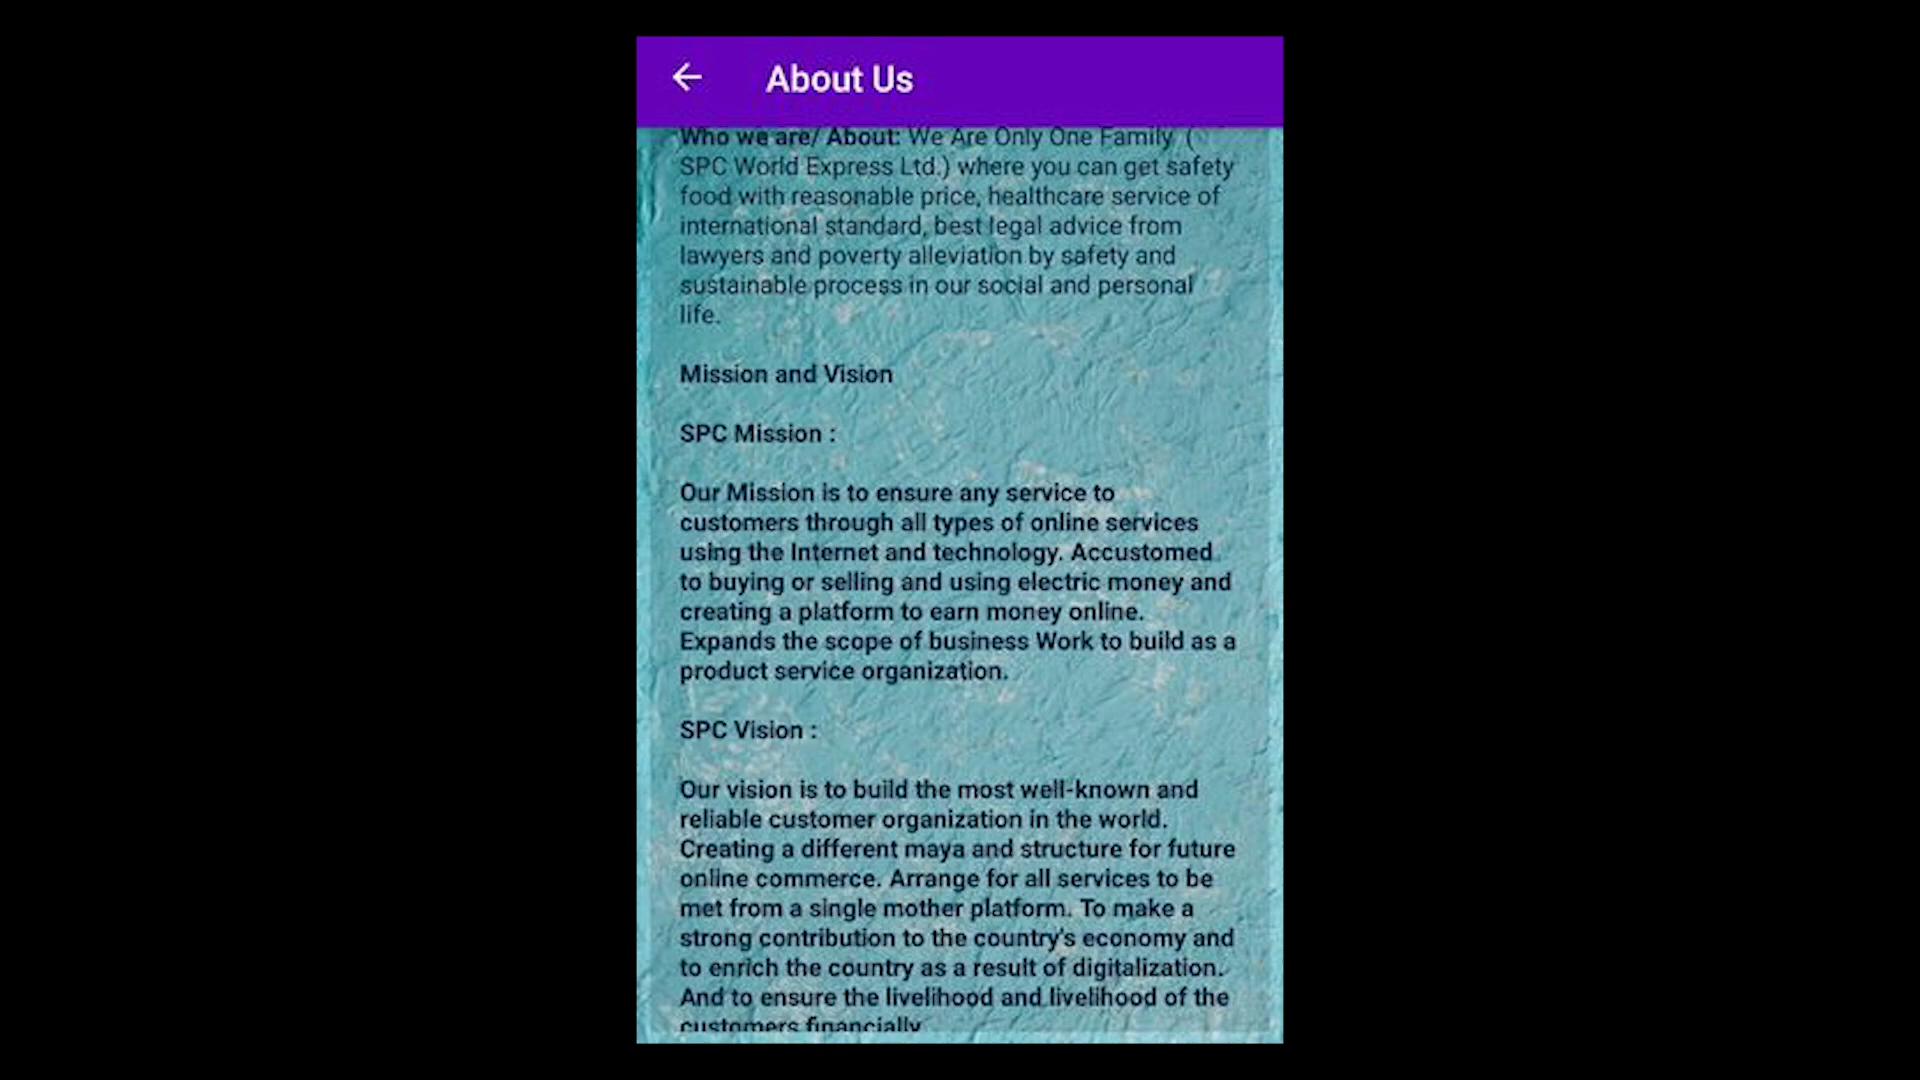 About Us
Who we are/ About: We Are Only One Family (
SPC World Express Ltd.) where you can get safety
food with reasonable price, healthcare service of
international standard, best legal advice from
lawyers and poverty alleviation by safety and
sustainable process in our social and personal
life.
Mission and Vision
SPC Mission :
Our Mission is to ensure any service to
customers through all types of online services
using the Internet and technology. Accustomed
to buying or selling and using electric money and
creating a platform to earn money online.
Expands the scope of business Work to build as a
product service organization.
SPC Vision :
Our vision is to build the most well-known and
reliable customer organization in the world.
Creating a different maya and structure for future
online commerce. Arrange for all services to be
met from a single mother platform. To make a
strong contribution to the country's economy and
to enrich the country as a result of digitalization.
And to ensure the livelihood and livelihood of the
customers financially